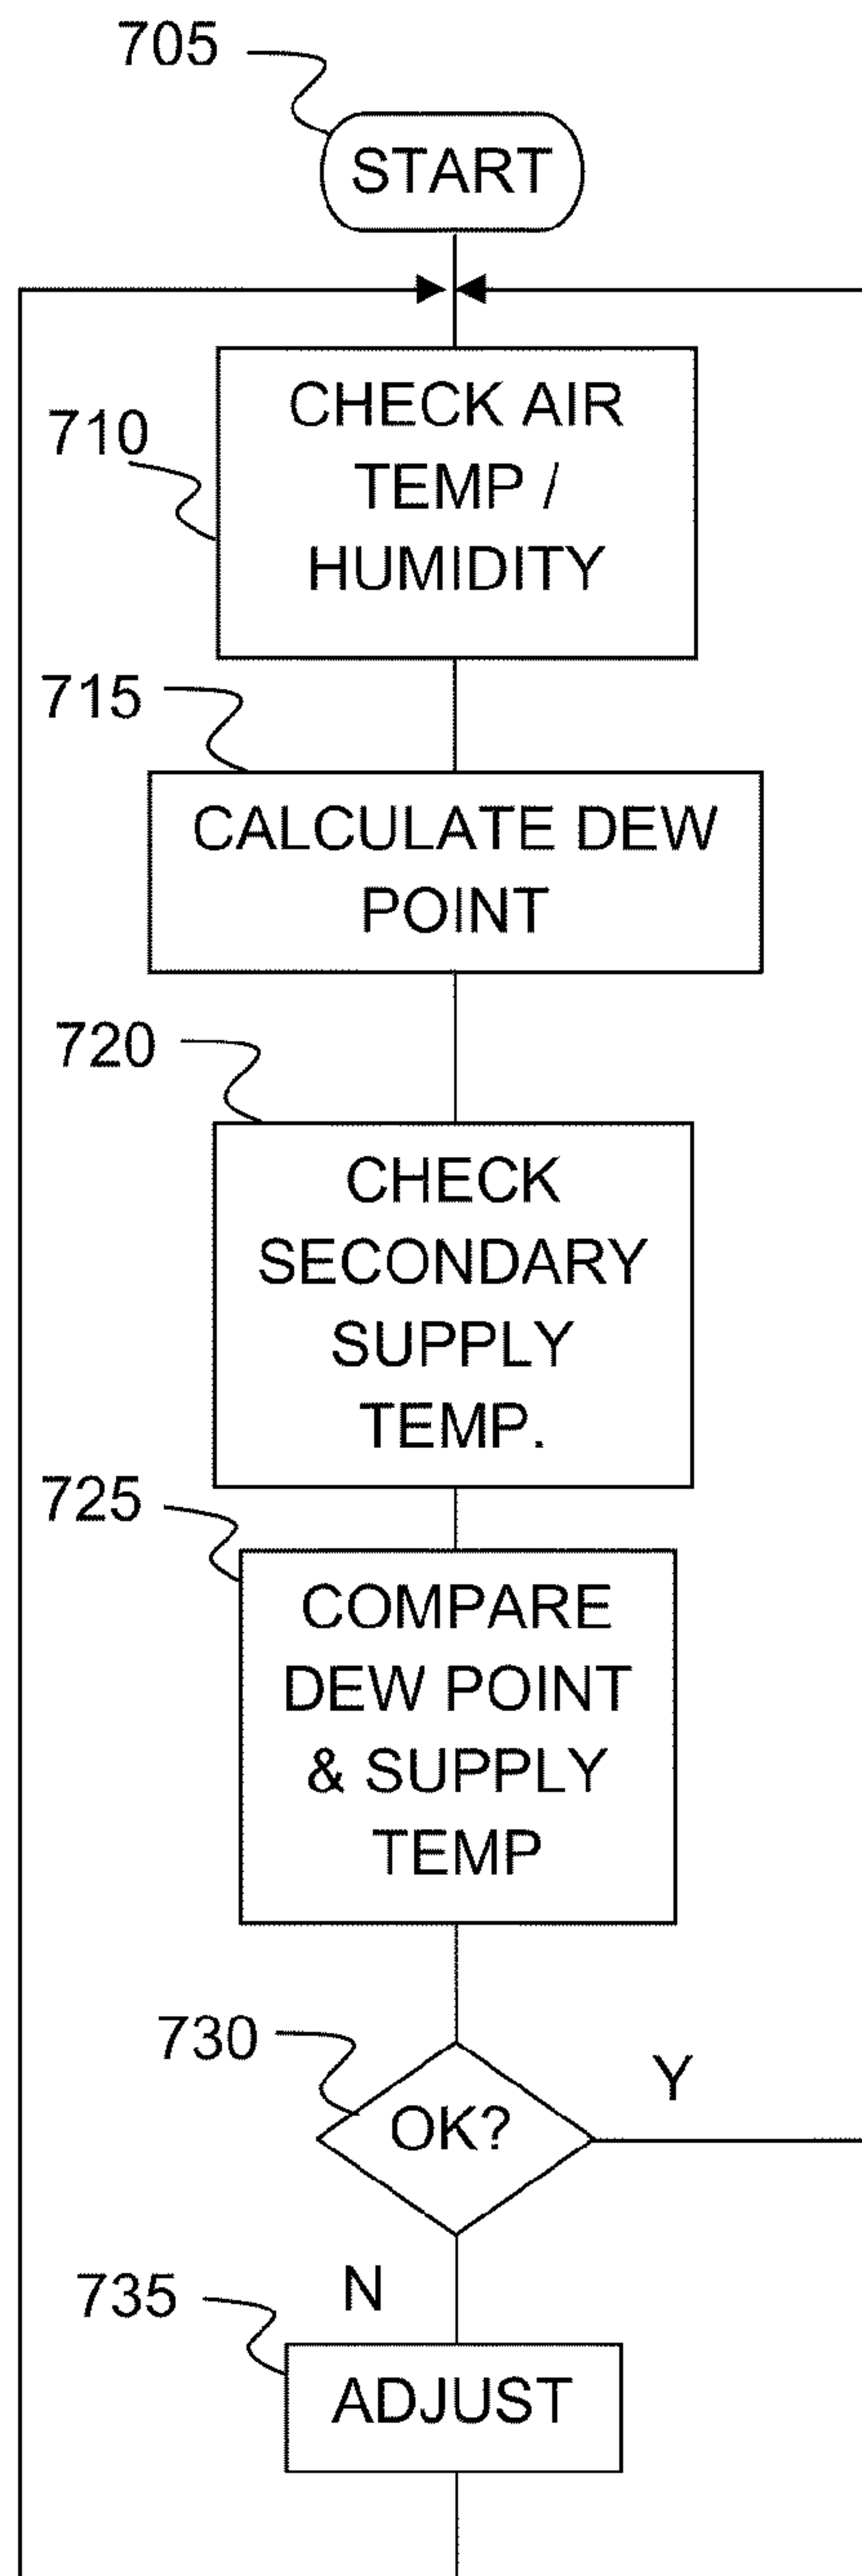 705
START
710
CHECK AIR
TEMP /
HUMIDITY
715
CALCULATE DEW
POINT
720
CHECK
SECONDARY
SUPPLY
TEMP.
725
COMPARE
DEW POINT
& SUPPLY
TEMP
730
OK?
Y
N
735
ADJUST